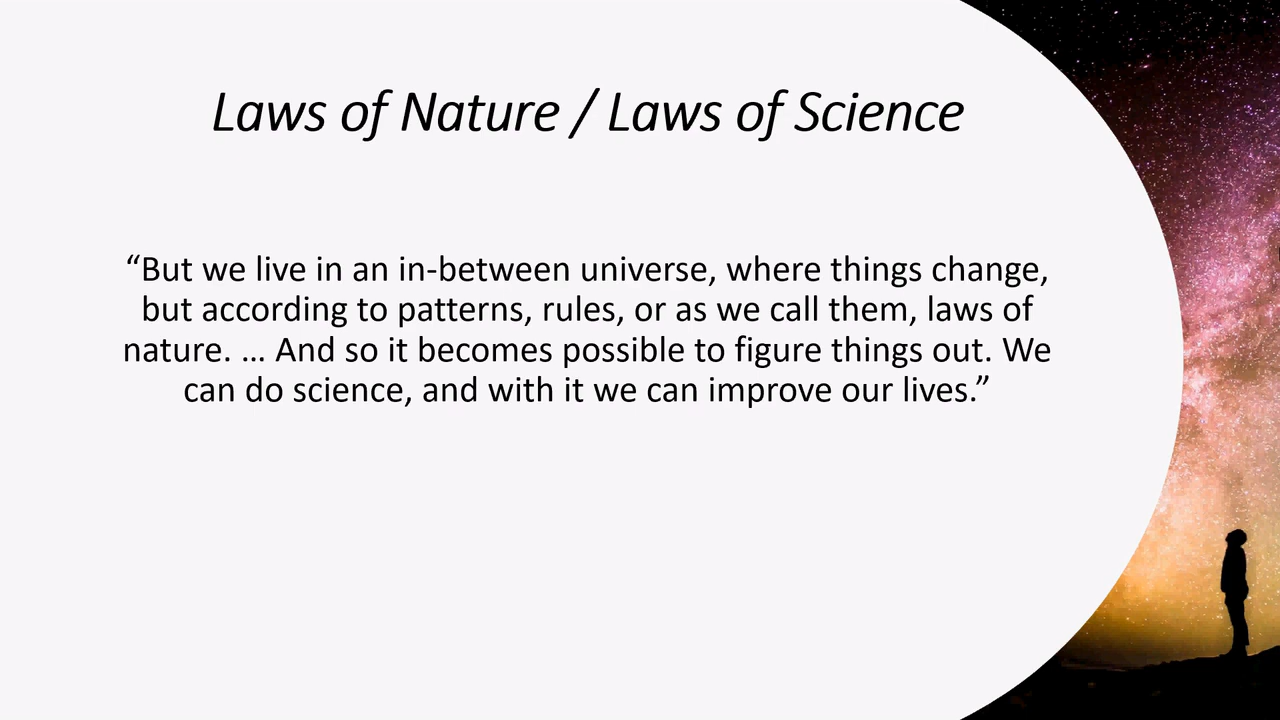 Laws of Nature / Laws of Science
“But we live in an in-between universe, where things change,
but according to patterns, rules, or as we call them, laws of
nature. … And so it becomes possible to figure things out. We
can do science, and with it we can improve our lives.”